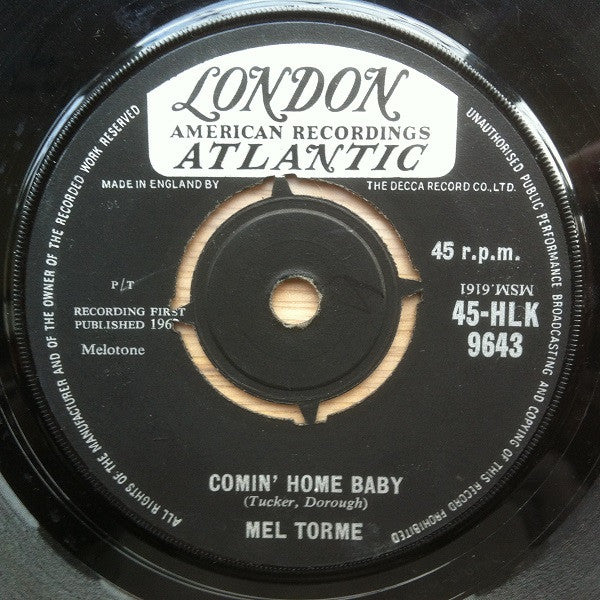 LONDON
AMERICAN RECORDINGS
ATLANTIC
MADE IN ENGLAND BY THE DECCA RECORD CO., LTD.
ALL RIGHTS OF THE MANUFACTURER AND OF THE OWNER OF THE RECORDED WORK RESERVED
UNAUTHORISED PUBLIC PERFORMANCE BROADCASTING AND COPYING OF THIS RECORD PROHIBITED
45 r.p.m.
P/T
MSM.6161
RECORDING FIRST
PUBLISHED
45-HLK
9643
Melotone
COMIN' HOME BABY
(Tucker, Dorough)
MEL TORME